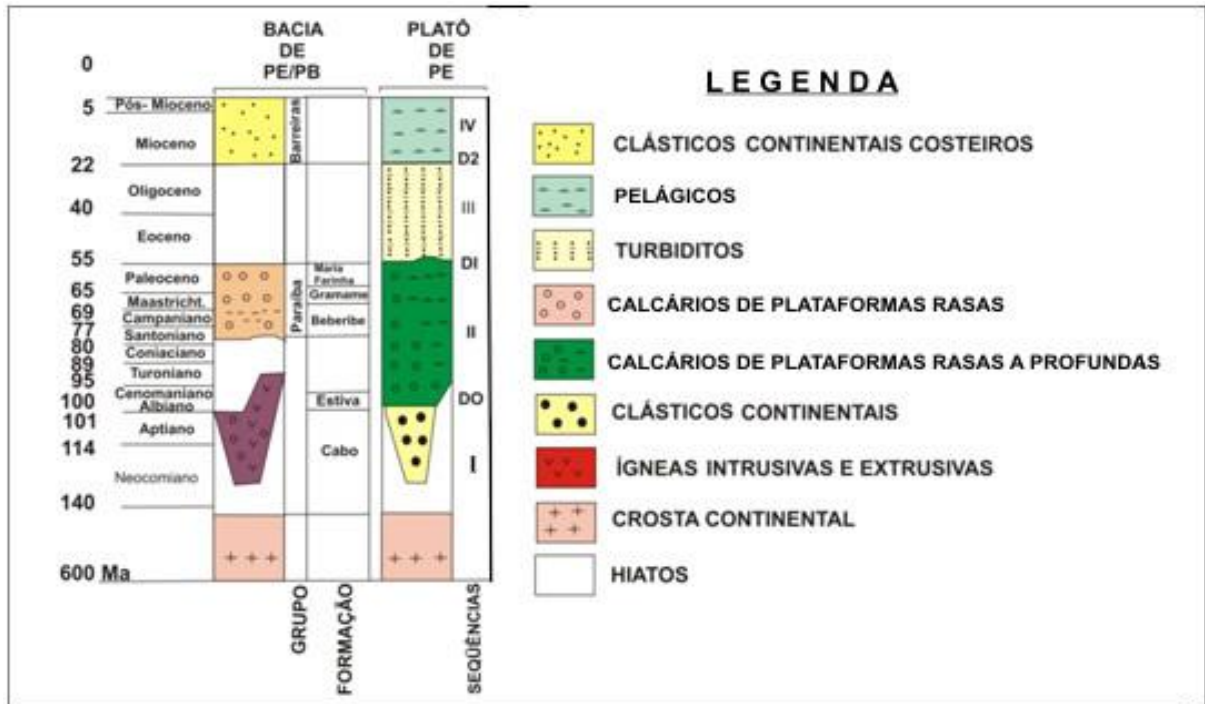 BACIA
DE
PE/PB
PLATÔ
DE
PE
0
5
22
40
55
65
69
77
80
89
95
100
101
114
140
600 Ma
Pós- Mioceno
Mioceno
Oligoceno
Eoceno
Paleoceno
Maastricht.
Campaniano
Santoniano
Coniaciano
Turoniano
Cenomaniano
Albiano
Aptiano
Neocomiano
Barreiras
Paraíba
Maria
Farinha
Gramame
Beberibe
Estiva
Cabo
IV
D2
III
DI
II
DO
I
GRUPO
FORMAÇÃO
SEQÜÊNCIAS
LEGENDA
CLÁSTICOS CONTINENTAIS COSTEIROS
PELÁGICOS
TURBIDITOS
CALCÁRIOS DE PLATAFORMAS RASAS
CALCÁRIOS DE PLATAFORMAS RASAS A PROFUNDAS
CLÁSTICOS CONTINENTAIS
ÍGNEAS INTRUSIVAS E EXTRUSIVAS
CROSTA CONTINENTAL
HIATOS